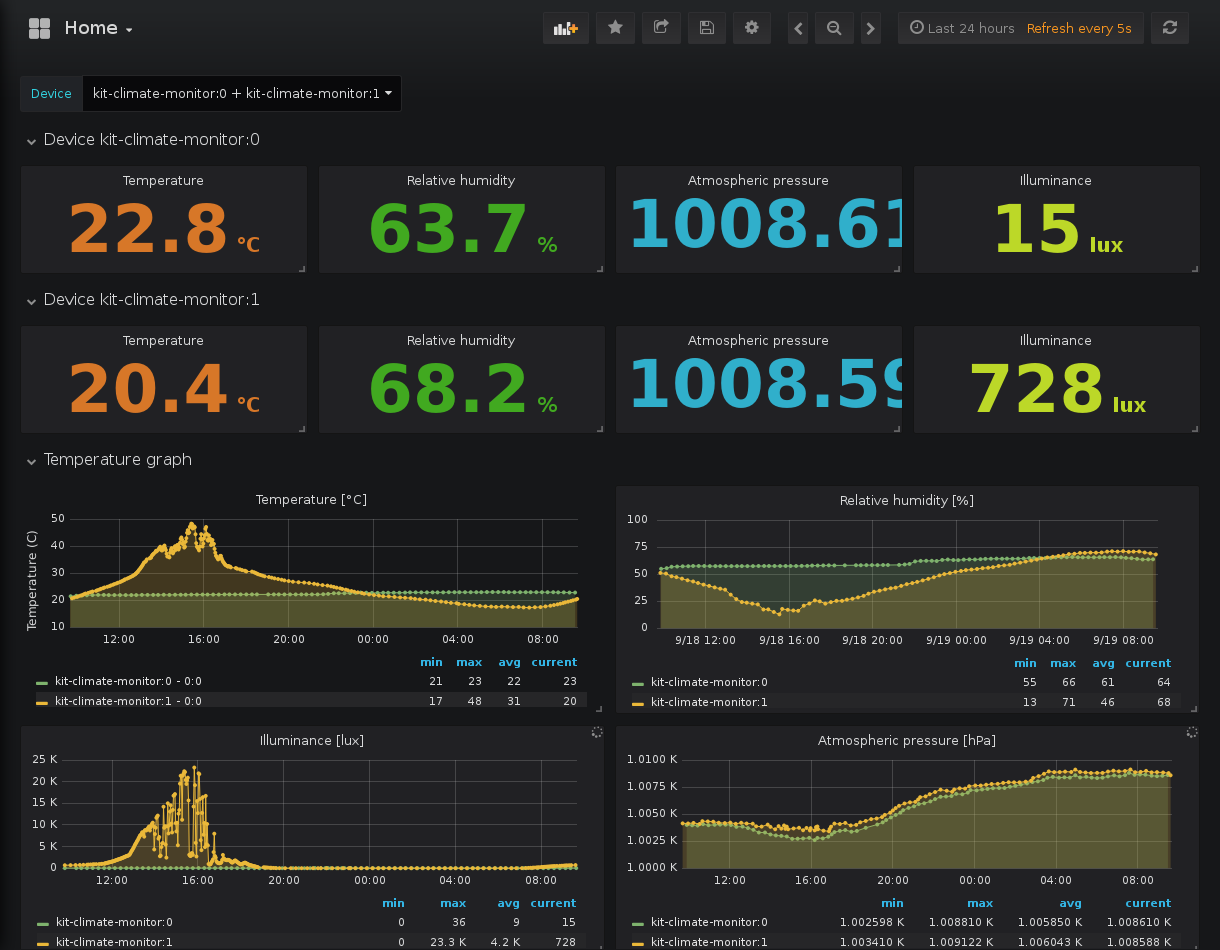 Home
Last 24 hours Refresh every 5s
Device kit-climate-monitor:0 + kit-climate-monitor:1
Device kit-climate-monitor:0
Temperature Relative humidity Atmospheric pressure Illuminance
22.8 °C 63.7 % 1008.61 15 lux
Device kit-climate-monitor:1
Temperature Relative humidity Atmospheric pressure Illuminance
20.4 °C 68.2 % 1008.59 728 lux
Temperature graph
Temperature [°C]
Temperature (C)
50
40
30
20
10
12:00 16:00 20:00 00:00 04:00 08:00
min max avg current
kit-climate-monitor:0 - 0:0 21 23 22 23
kit-climate-monitor:1 - 0:0 17 48 31 20
Relative humidity [%]
100
75
50
25
0
9/18 12:00 9/18 16:00 9/18 20:00 9/19 00:00 9/19 04:00 9/19 08:00
min max avg current
kit-climate-monitor:0 55 66 61 64
kit-climate-monitor:1 13 71 46 68
Illuminance [lux]
25 K
20 K
15 K
10 K
5 K
0
12:00 16:00 20:00 00:00 04:00 08:00
min max avg current
kit-climate-monitor:0 0 36 9 15
kit-climate-monitor:1 0 23.3 K 4.2 K 728
Atmospheric pressure [hPa]
1.0100 K
1.0075 K
1.0050 K
1.0025 K
1.0000 K
12:00 16:00 20:00 00:00 04:00 08:00
min max avg current
kit-climate-monitor:0 1.002598 K 1.008810 K 1.005850 K 1.008610 K
kit-climate-monitor:1 1.003410 K 1.009122 K 1.006043 K 1.008588 K